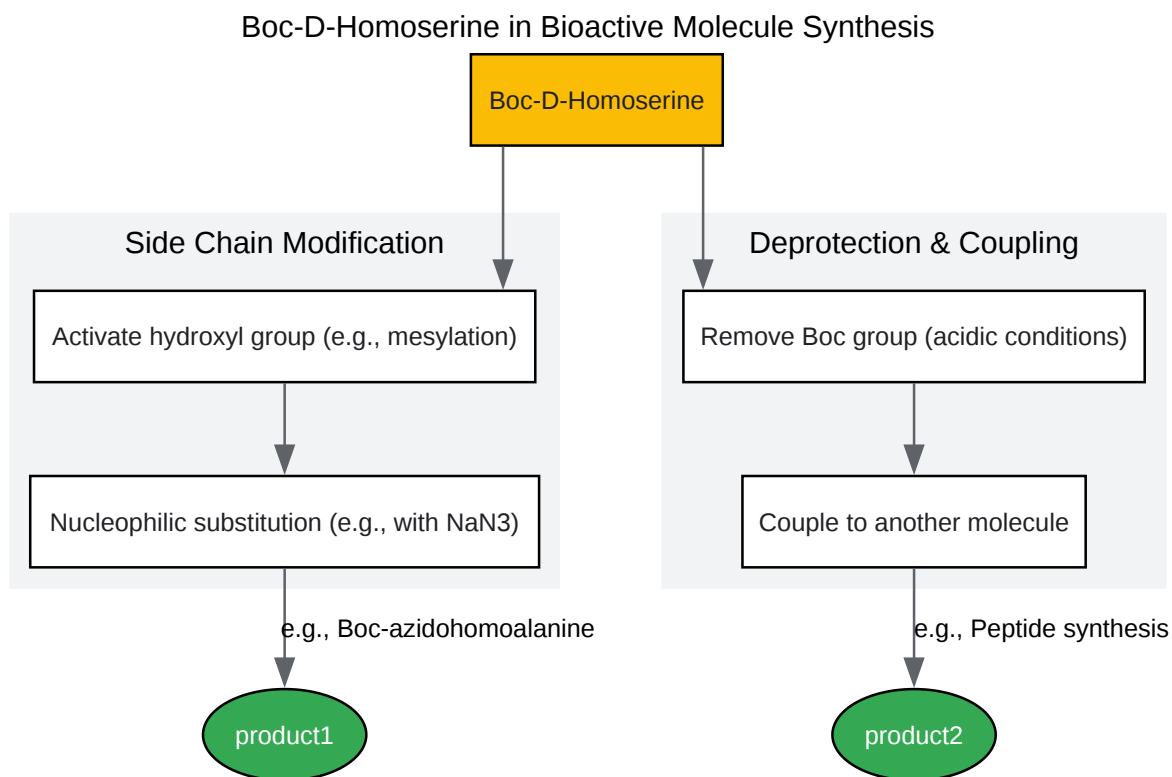 Boc-D-Homoserine in Bioactive Molecule Synthesis
Boc-D-Homoserine
Side Chain Modification
Activate hydroxyl group (e.g., mesylation)
Nucleophilic substitution (e.g., with NaN3)
e.g., Boc-azidohomoalanine
product1
Deprotection & Coupling
Remove Boc group (acidic conditions)
Couple to another molecule
e.g., Peptide synthesis
product2